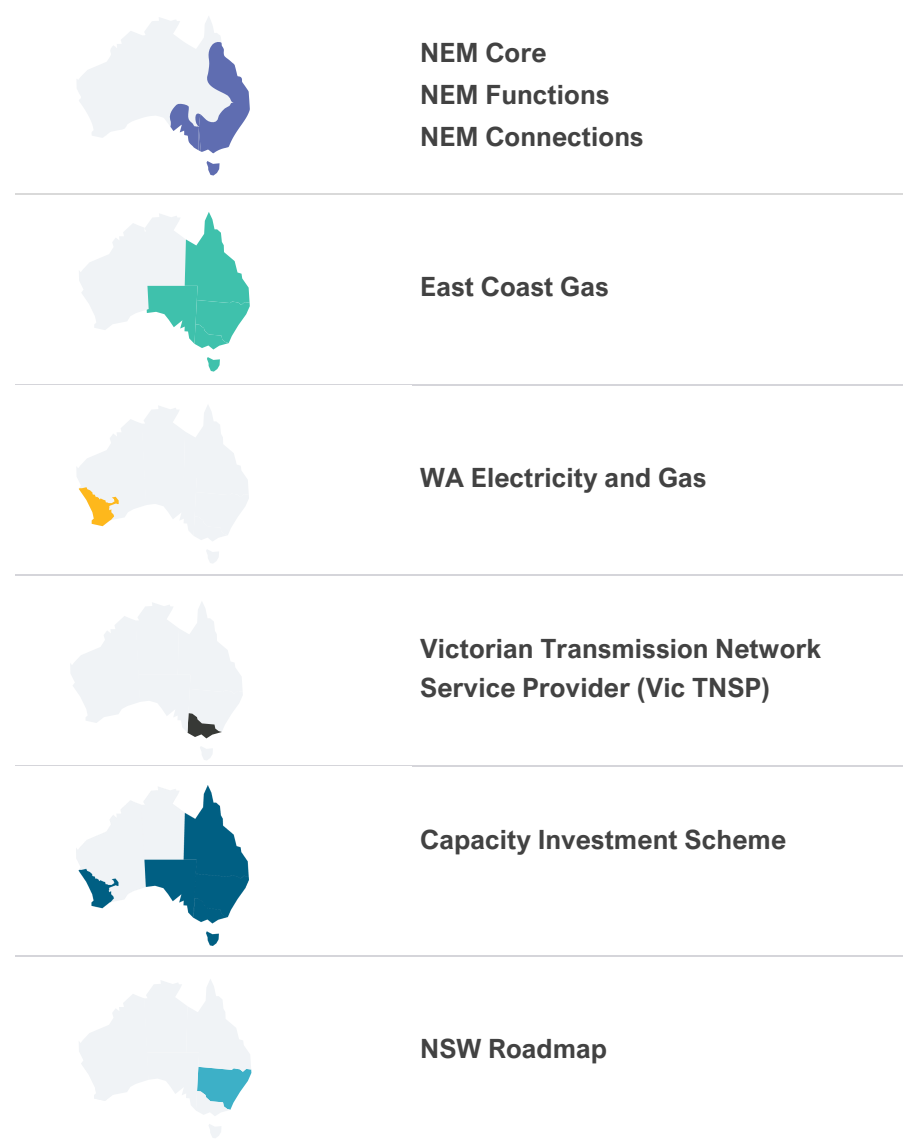 NEM Core
NEM Functions
NEM Connections
East Coast Gas
WA Electricity and Gas
Victorian Transmission Network
Service Provider (Vic TNSP)
Capacity Investment Scheme
NSW Roadmap